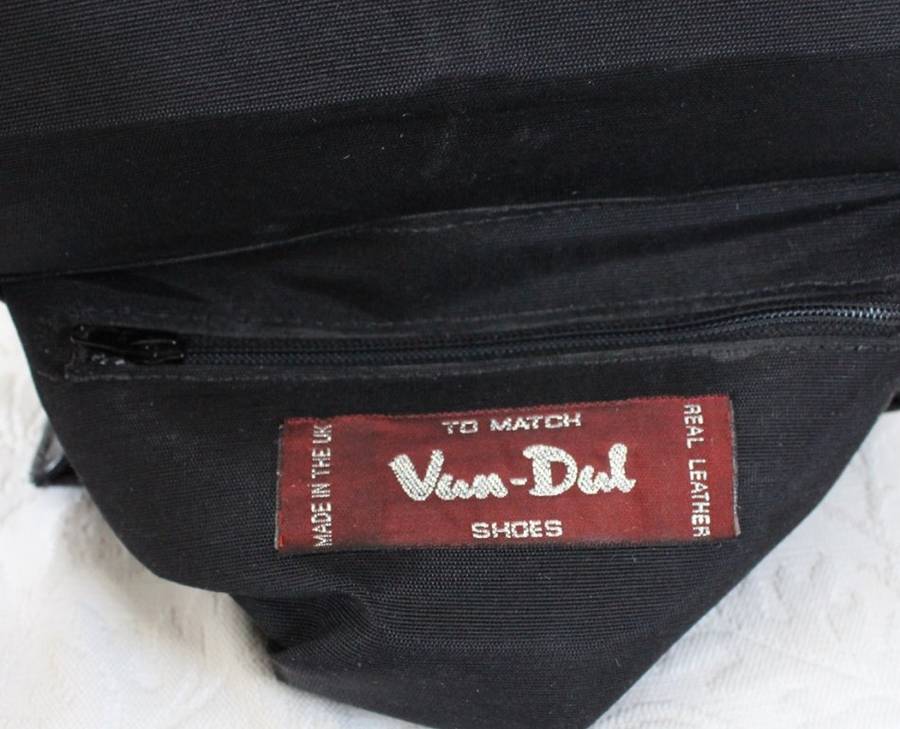 MADE IN THE UK
TO MATCH
Van-Dal
SHOES
REAL LEATHER